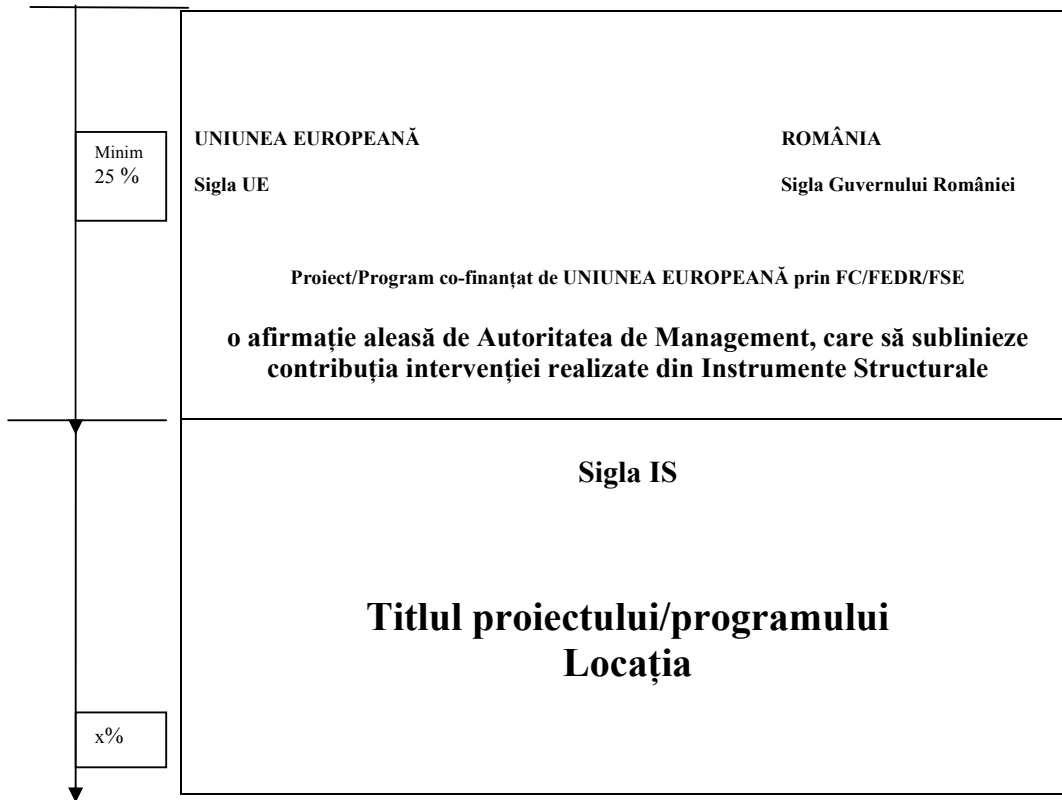 Minim
25 %
UNIUNEA EUROPEANĂ ROMÂNIA
Sigla UE Sigla Guvernului României
Proiect/Program co-finanțat de UNIUNEA EUROPEANĂ prin FC/FEDR/FSE
o afirmație aleasă de Autoritatea de Management, care să sublinieze
contribuția intervenției realizate din Instrumente Structurale
Sigla IS
Titlul proiectului/programului
Locația
x%